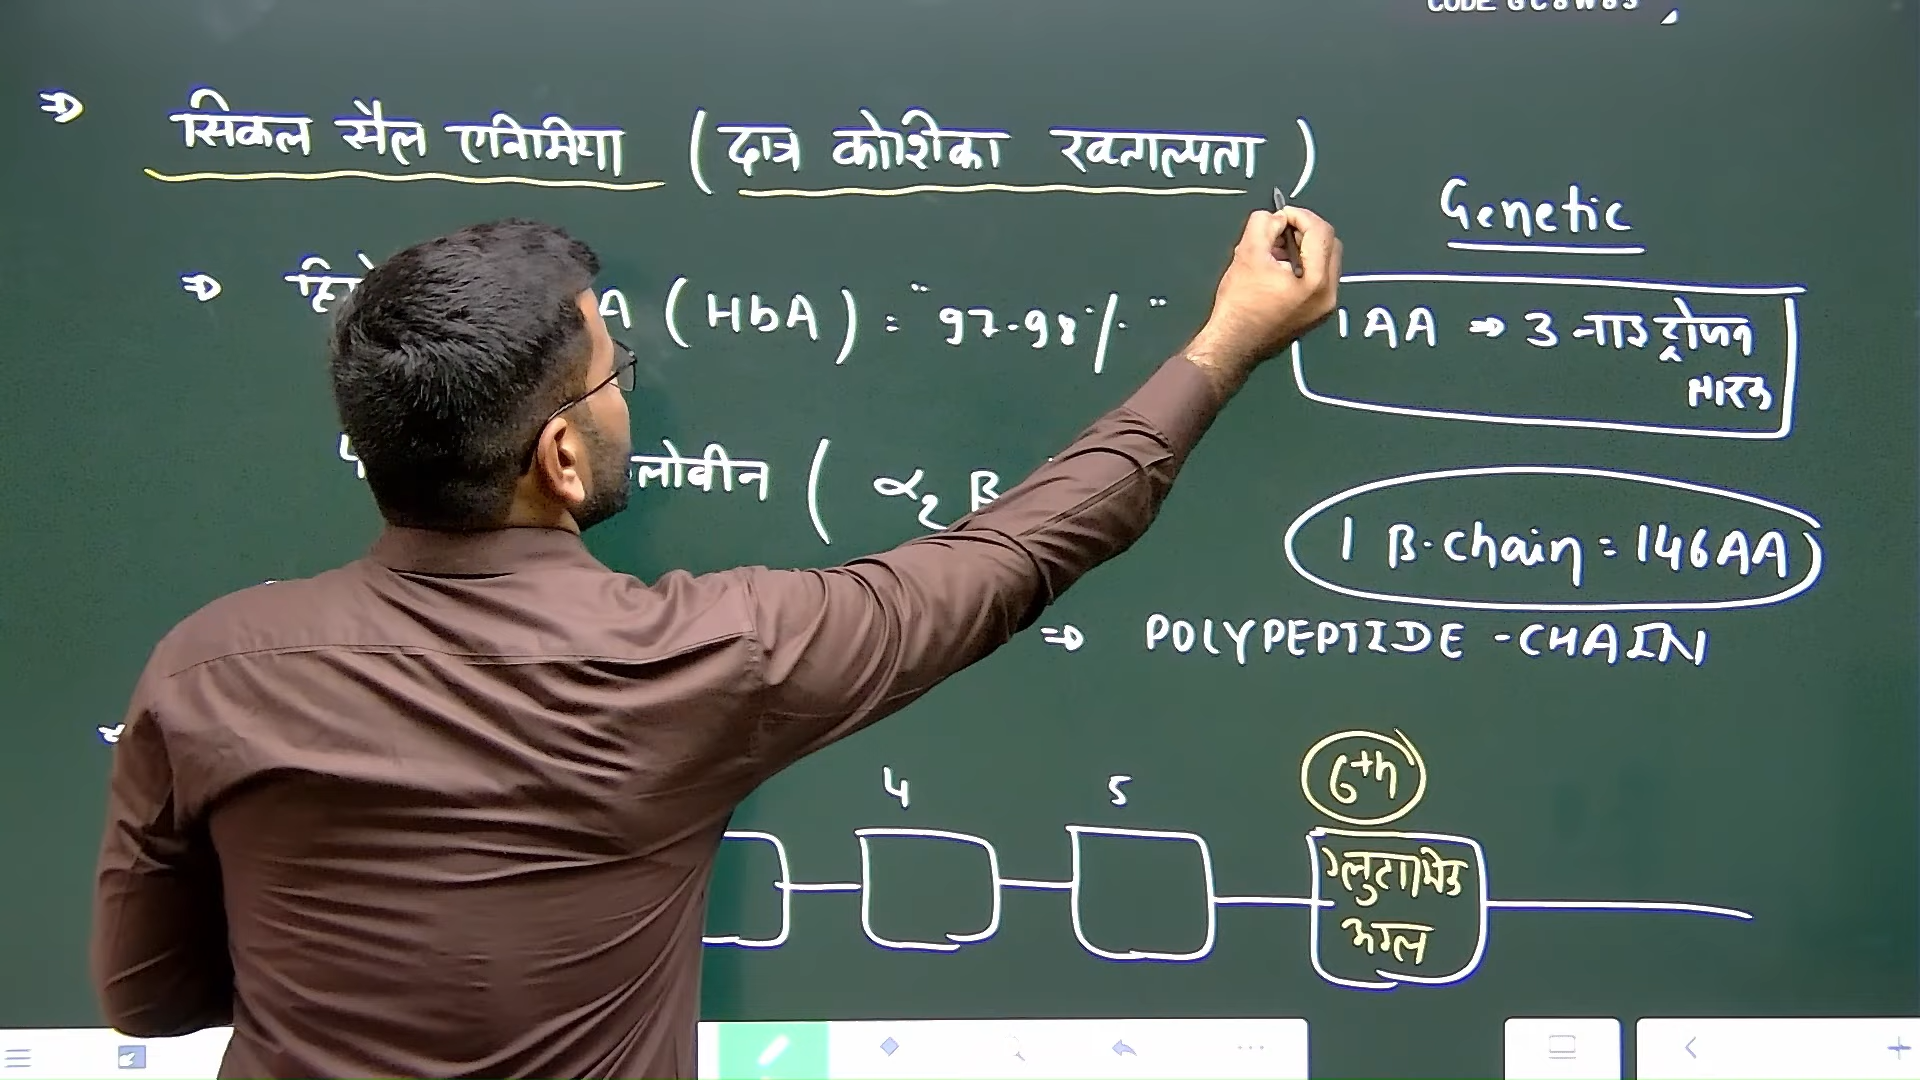 ⇒ सिकल सैल एनिमिया ( दात्र कोशिका रक्ताल्पता )
Genetic
⇒ A ( HbA ) = "97-98%"
1 AA ⇒ 3 नाइट्रोजन
क्षारक
लोबीन ( α2 B
1 B-chain = 146AA
⇒ POLYPEPTIDE -CHAIN
4 5 6th
ग्लुटामिक
अम्ल